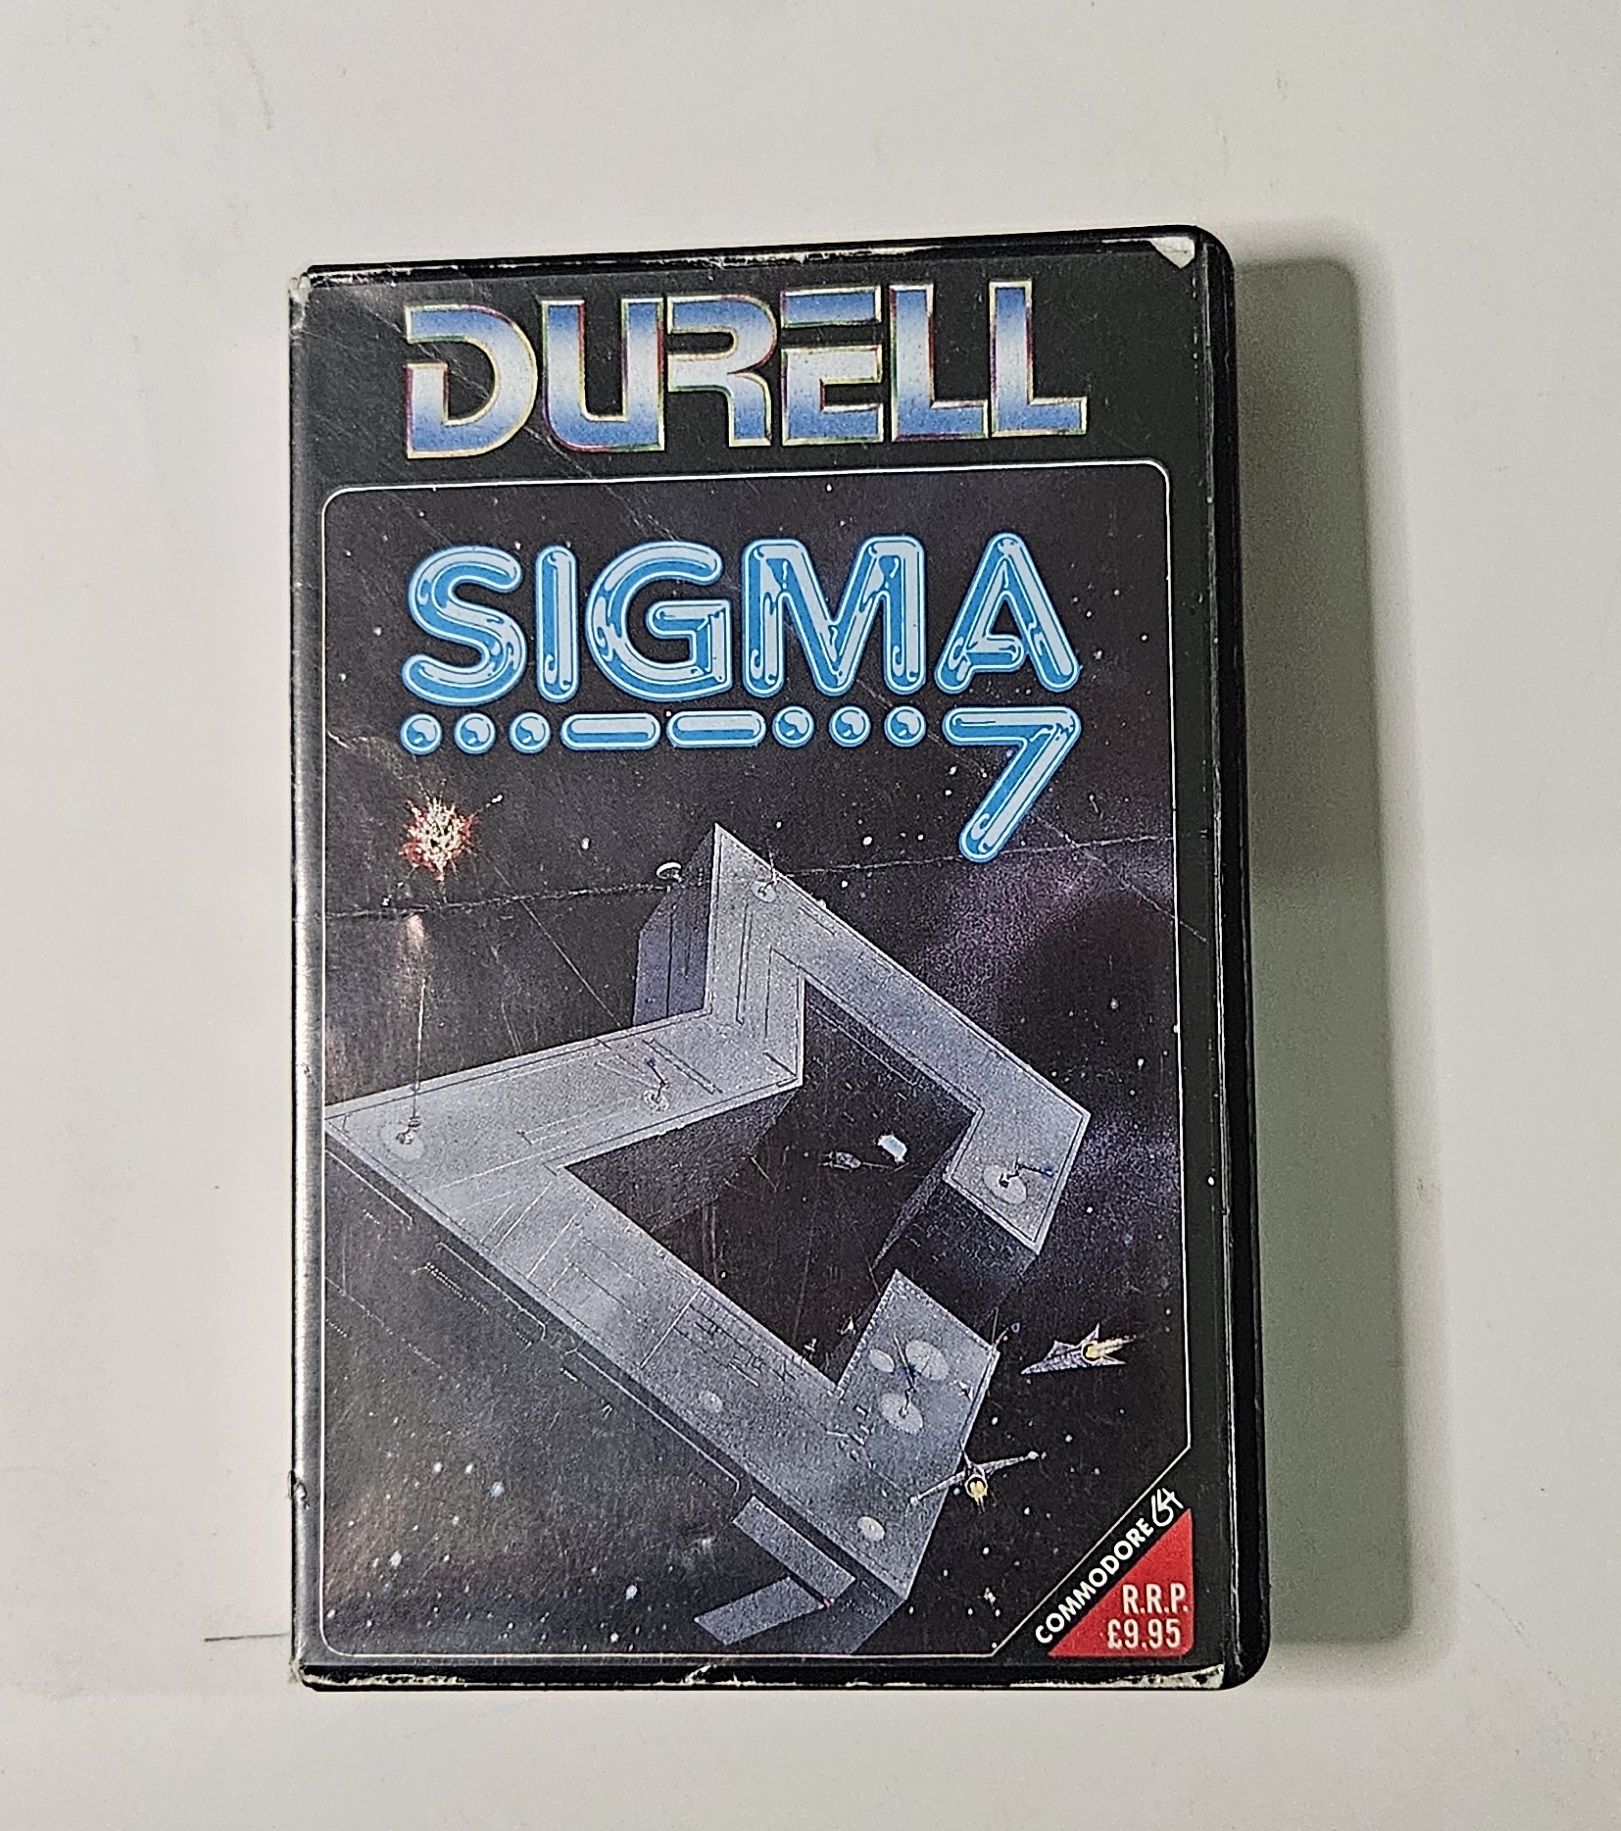 DURELL
SIGMA
7
COMMODORE 64
R.R.P.
£9.95